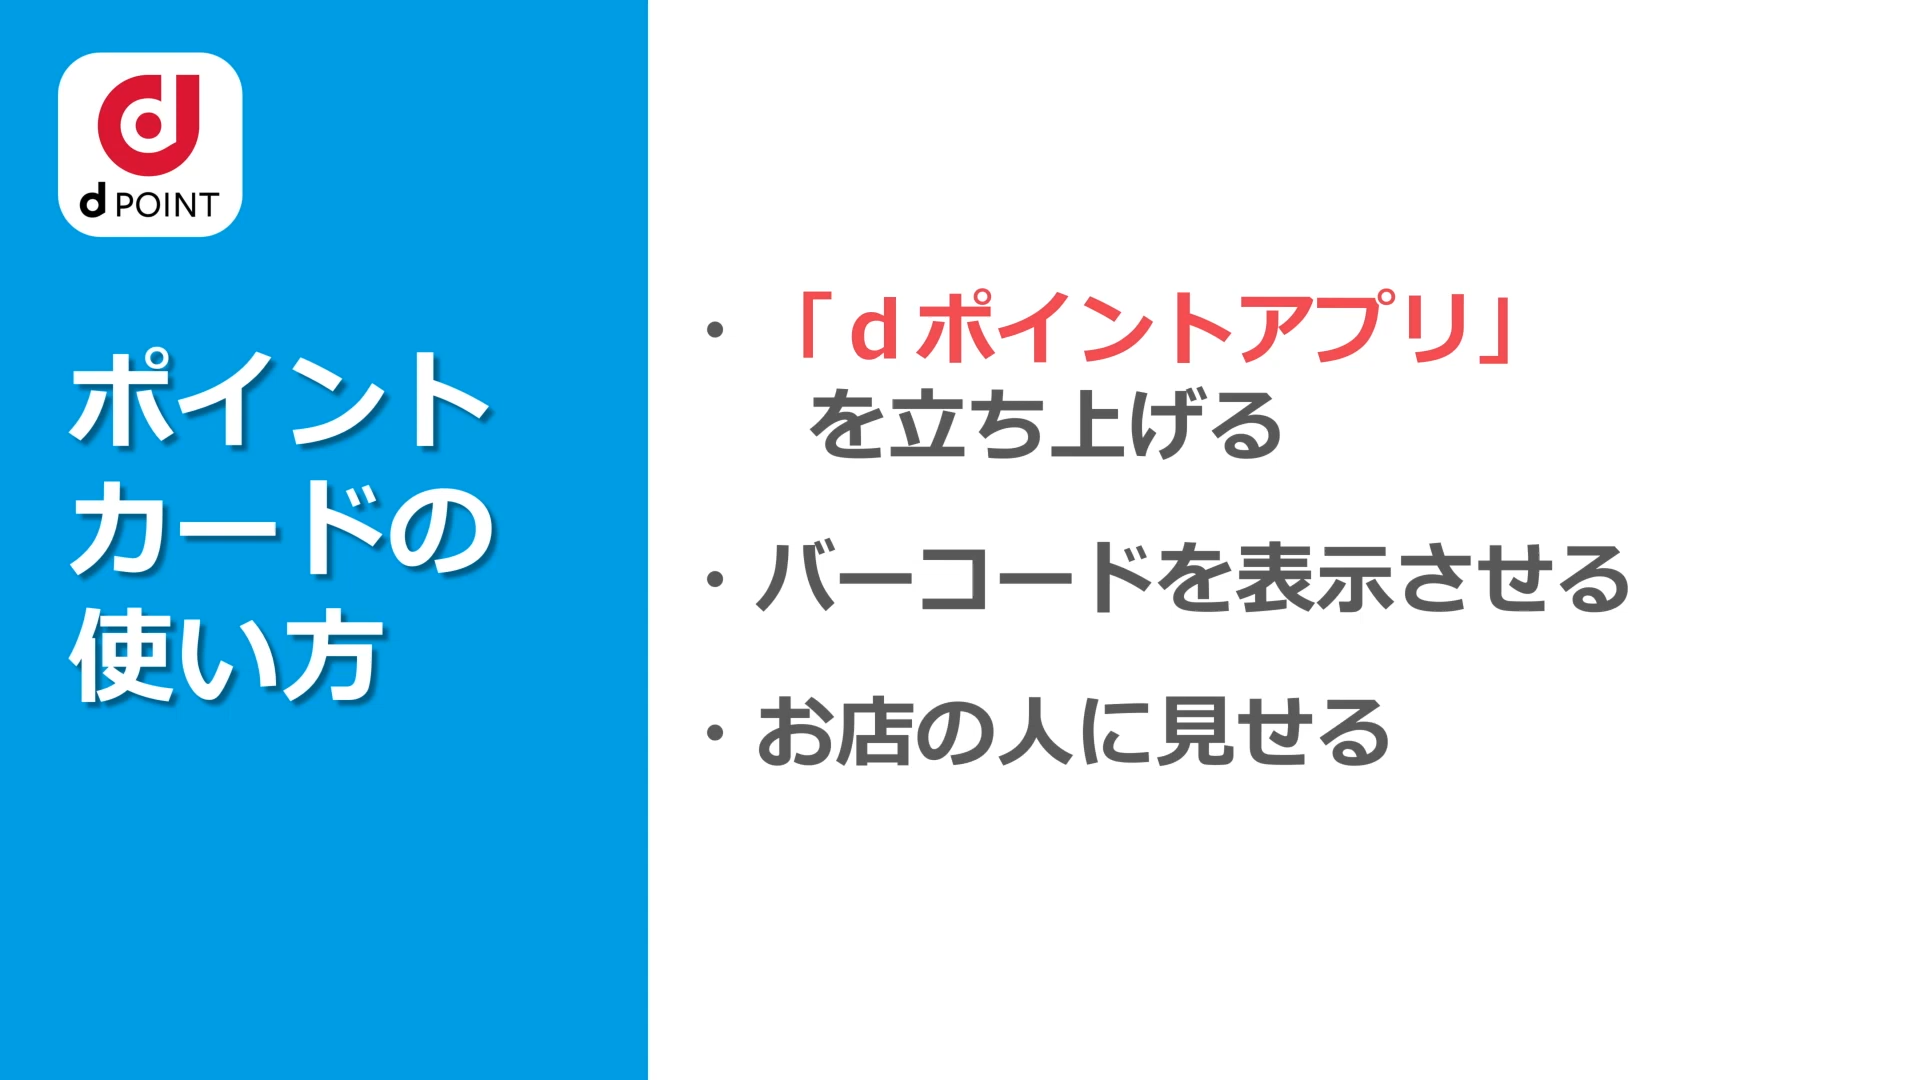 d POINT
ポイント
カードの
使い方
・「ｄポイントアプリ」
を立ち上げる
・バーコードを表示させる
・お店の人に見せる